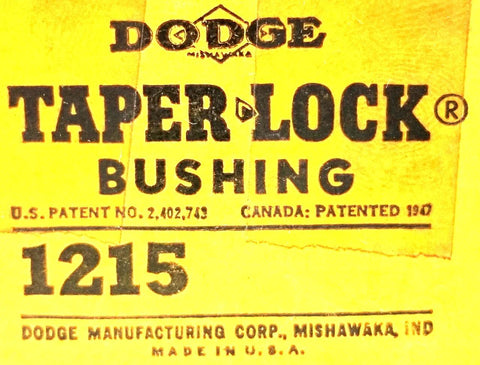 DODGE
MISHAWAKA
TAPER-LOCK®
BUSHING
U.S. PATENT NO. 2,402,743 CANADA: PATENTED 1947
1215
DODGE MANUFACTURING CORP., MISHAWAKA, IND
MADE IN U.S.A.